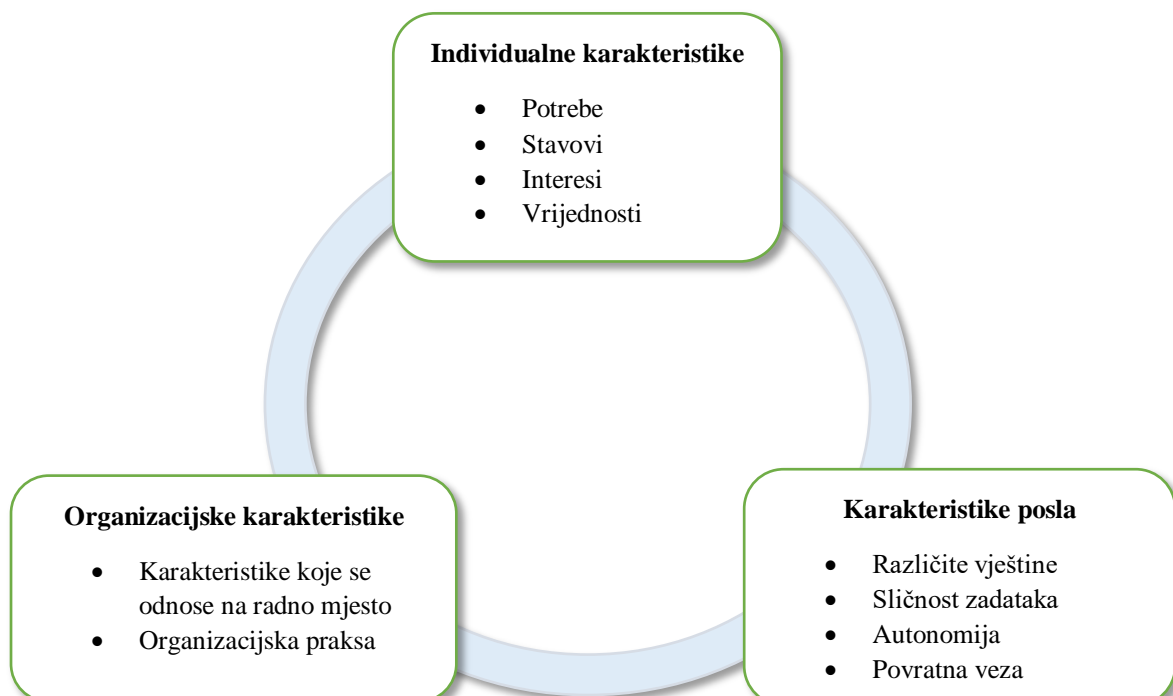 Individualne karakteristike
• Potrebe
• Stavovi
• Interesi
• Vrijednosti
Organizacijske karakteristike
• Karakteristike koje se
odnose na radno mjesto
• Organizacijska praksa
Karakteristike posla
• Različite vještine
• Sličnost zadataka
• Autonomija
• Povratna veza